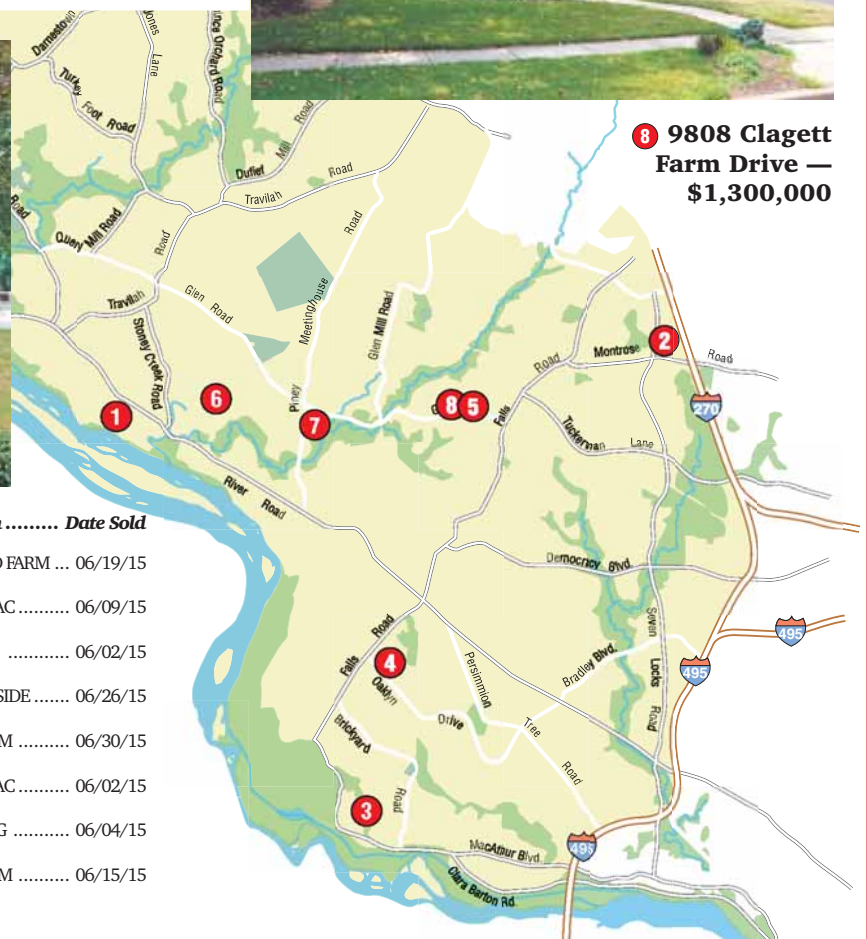 8 9808 Clagett
Farm Drive —
$1,300,000
Darnestown
Jones
Lane
nce Orchard Road
Turkey
Foot Road
Dufief
Mill
Road
Travilah
Road
Road
Query Mill Road
Road
Travilah
Glen Road
Stoney Creek Road
Piney
Meetinghouse
Road
Glen Mill Road
Falls
Road
Montrose
Road
2
270
8 5
6
1
7
Tuckerman
Lane
River Road
Democracy Blvd.
Seven
Locks
Road
495
495
Falls
Road
4
Oaklyn
Drive
Persimmion
Tree
Road
Bradley Blvd.
Brickyard
Road
3
MacArthur Blvd.
495
Clara Barton Rd.
......... Date Sold
FARM ... 06/19/15
AC .......... 06/09/15
............ 06/02/15
SIDE ....... 06/26/15
M .......... 06/30/15
AC .......... 06/02/15
G ........... 06/04/15
M .......... 06/15/15